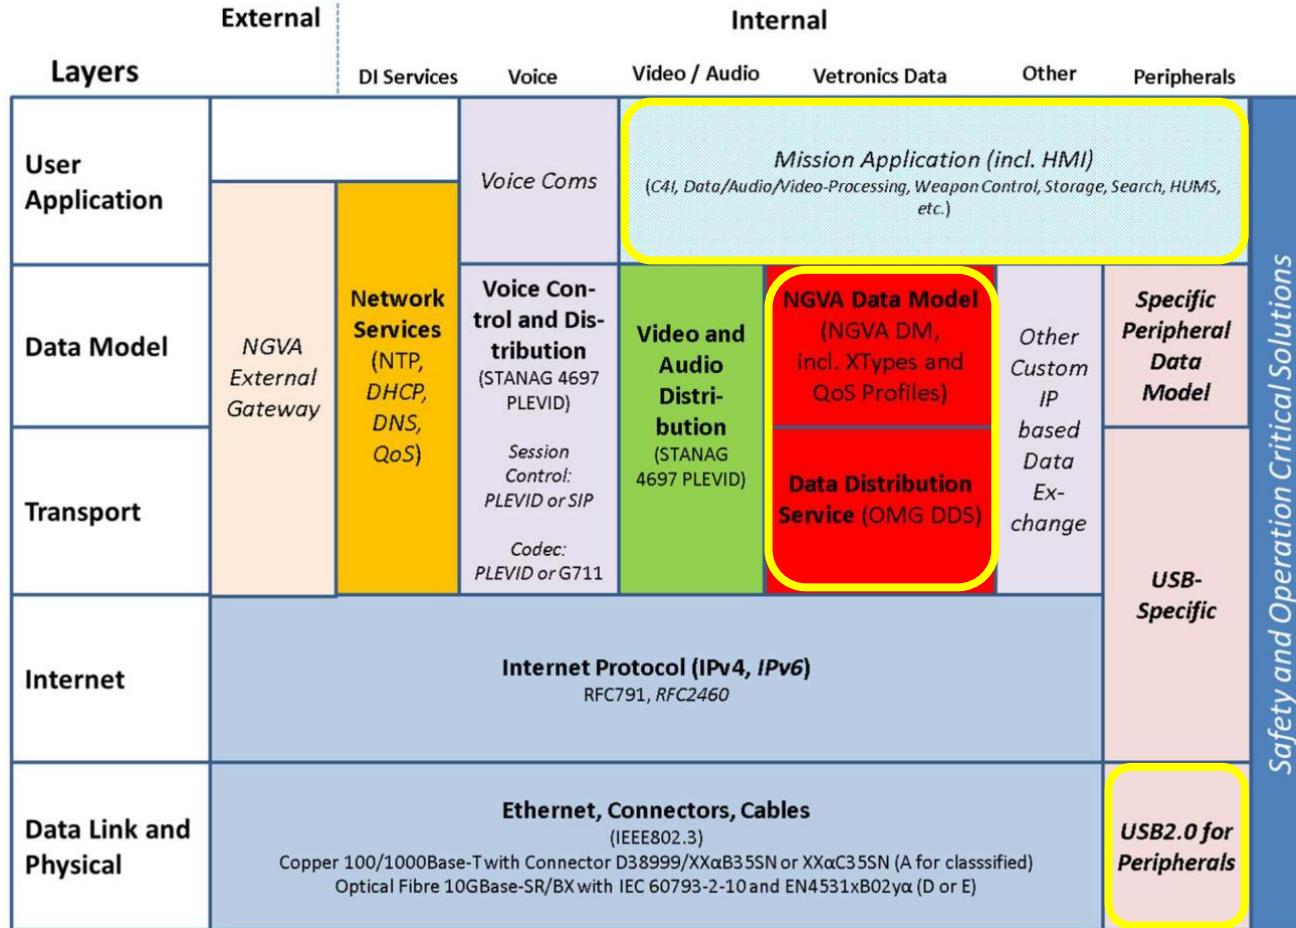 External
Internal
Layers
DI Services
Voice
Video / Audio
Vetronics Data
Other
Peripherals
User
Application
Voice Coms
Mission Application (incl. HMI)
(C4I, Data/Audio/Video-Processing, Weapon Control, Storage, Search, HUMS,
etc.)
Data Model
NGVA
External
Gateway
Network
Services
(NTP,
DHCP,
DNS,
QoS)
Voice Con-
trol and Dis-
tribution
(STANAG 4697
PLEVID)
Session
Control:
PLEVID or SIP
Codec:
PLEVID or G711
Video and
Audio
Distri-
bution
(STANAG
4697 PLEVID)
NGVA Data Model
(NGVA DM,
incl. XTypes and
QoS Profiles)
Other
Custom
IP
based
Data
Ex-
change
Specific
Peripheral
Data
Model
Transport
Data Distribution
Service (OMG DDS)
USB-
Specific
Internet
Internet Protocol (IPv4, IPv6)
RFC791, RFC2460
Data Link and
Physical
Ethernet, Connectors, Cables
(IEEE802.3)
Copper 100/1000Base-T with Connector D38999/XXαB35SN or XXαC35SN (A for classsified)
Optical Fibre 10GBase-SR/BX with IEC 60793-2-10 and EN4531xB02yα (D or E)
USB2.0 for
Peripherals
Safety and Operation Critical Solutions